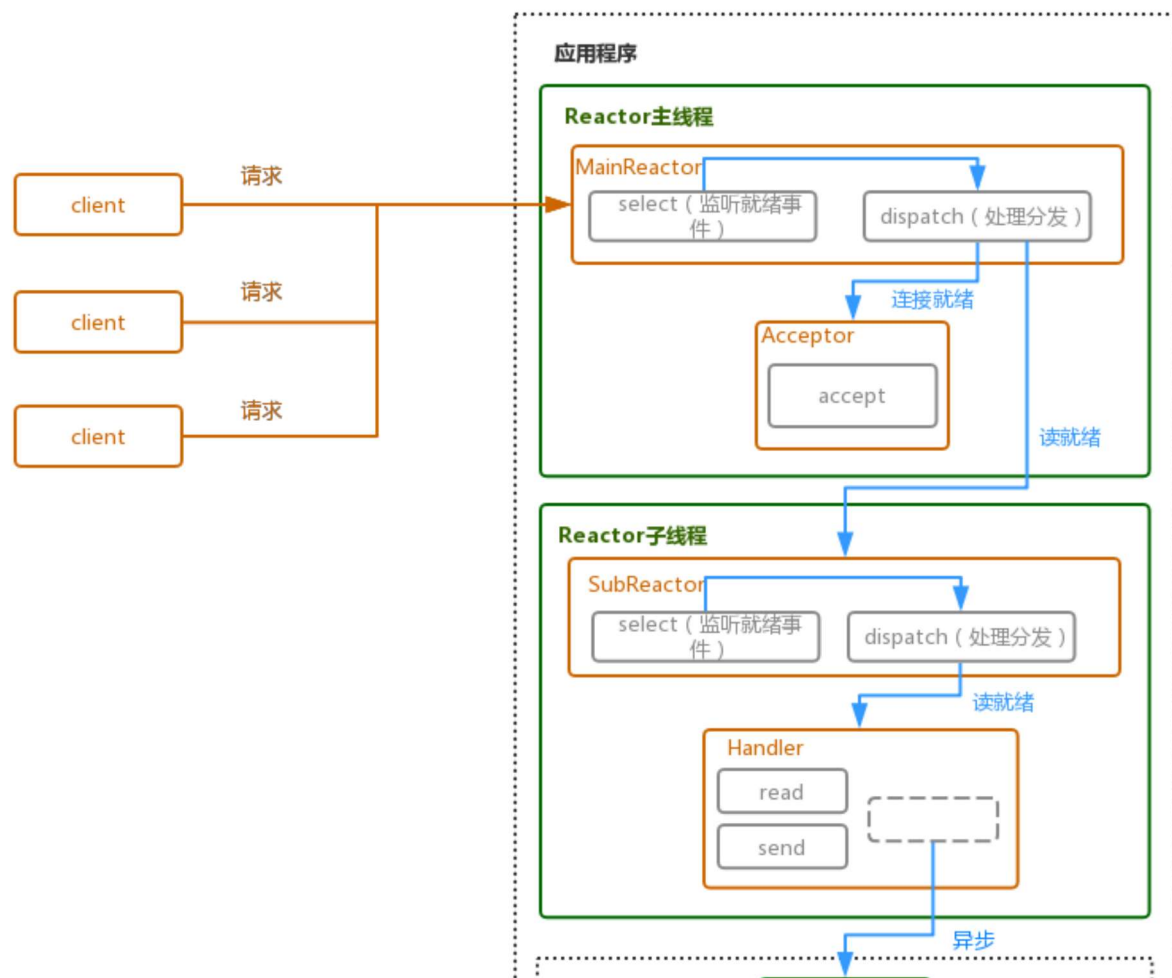 应用程序
Reactor主线程
请求
client
MainReactor
select（监听就绪事
件）
dispatch（处理分发）
请求
client
连接就绪
Acceptor
accept
请求
client
读就绪
Reactor子线程
SubReactor
select（监听就绪事
件）
dispatch（处理分发）
读就绪
Handler
read
send
异步